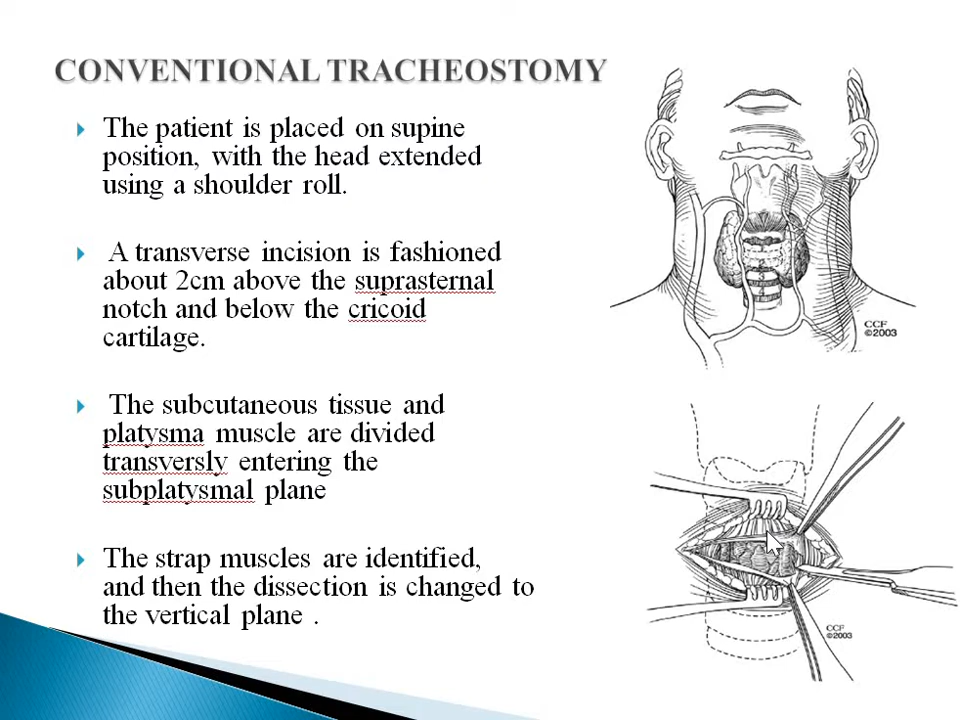 CONVENTIONAL TRACHEOSTOMY
The patient is placed on supine
position, with the head extended
using a shoulder roll.
A transverse incision is fashioned
about 2cm above the suprasternal
notch and below the cricoid
cartilage.
The subcutaneous tissue and
platysma muscle are divided
transversly entering the
subplatysmal plane
The strap muscles are identified,
and then the dissection is changed to
the vertical plane .
CCF
©2003
CCF
©2003